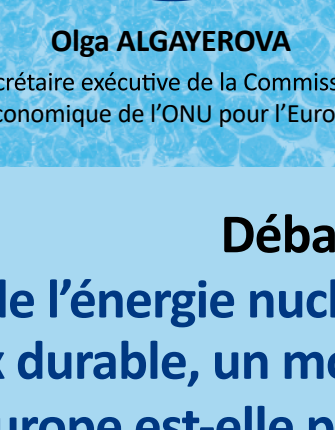 Olga ALGAYEROVA
crétaire exécutive de la Commiss
conomique de l'ONU pour l'Euro
Déba
de l'énergie nucl
x durable, un m
urope est-elle p